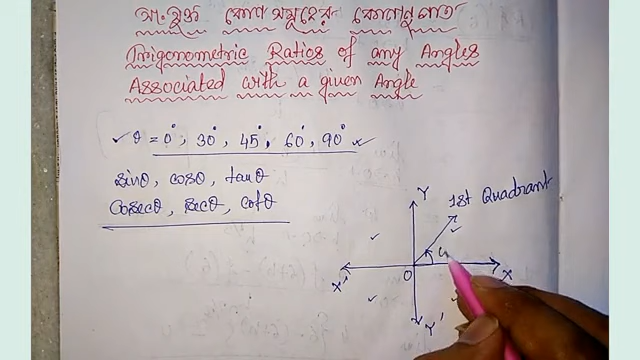 সংযুক্ত কোণ সমূহের কোণানুপাত
Trigonometric Ratios of any Angles
Associated with a given Angle
θ = 0°, 30°, 45°, 60°, 90°
sinθ, cosθ, tanθ
Cosecθ, secθ, cotθ
Y
1st Quadrant
X'
O
X
Y'